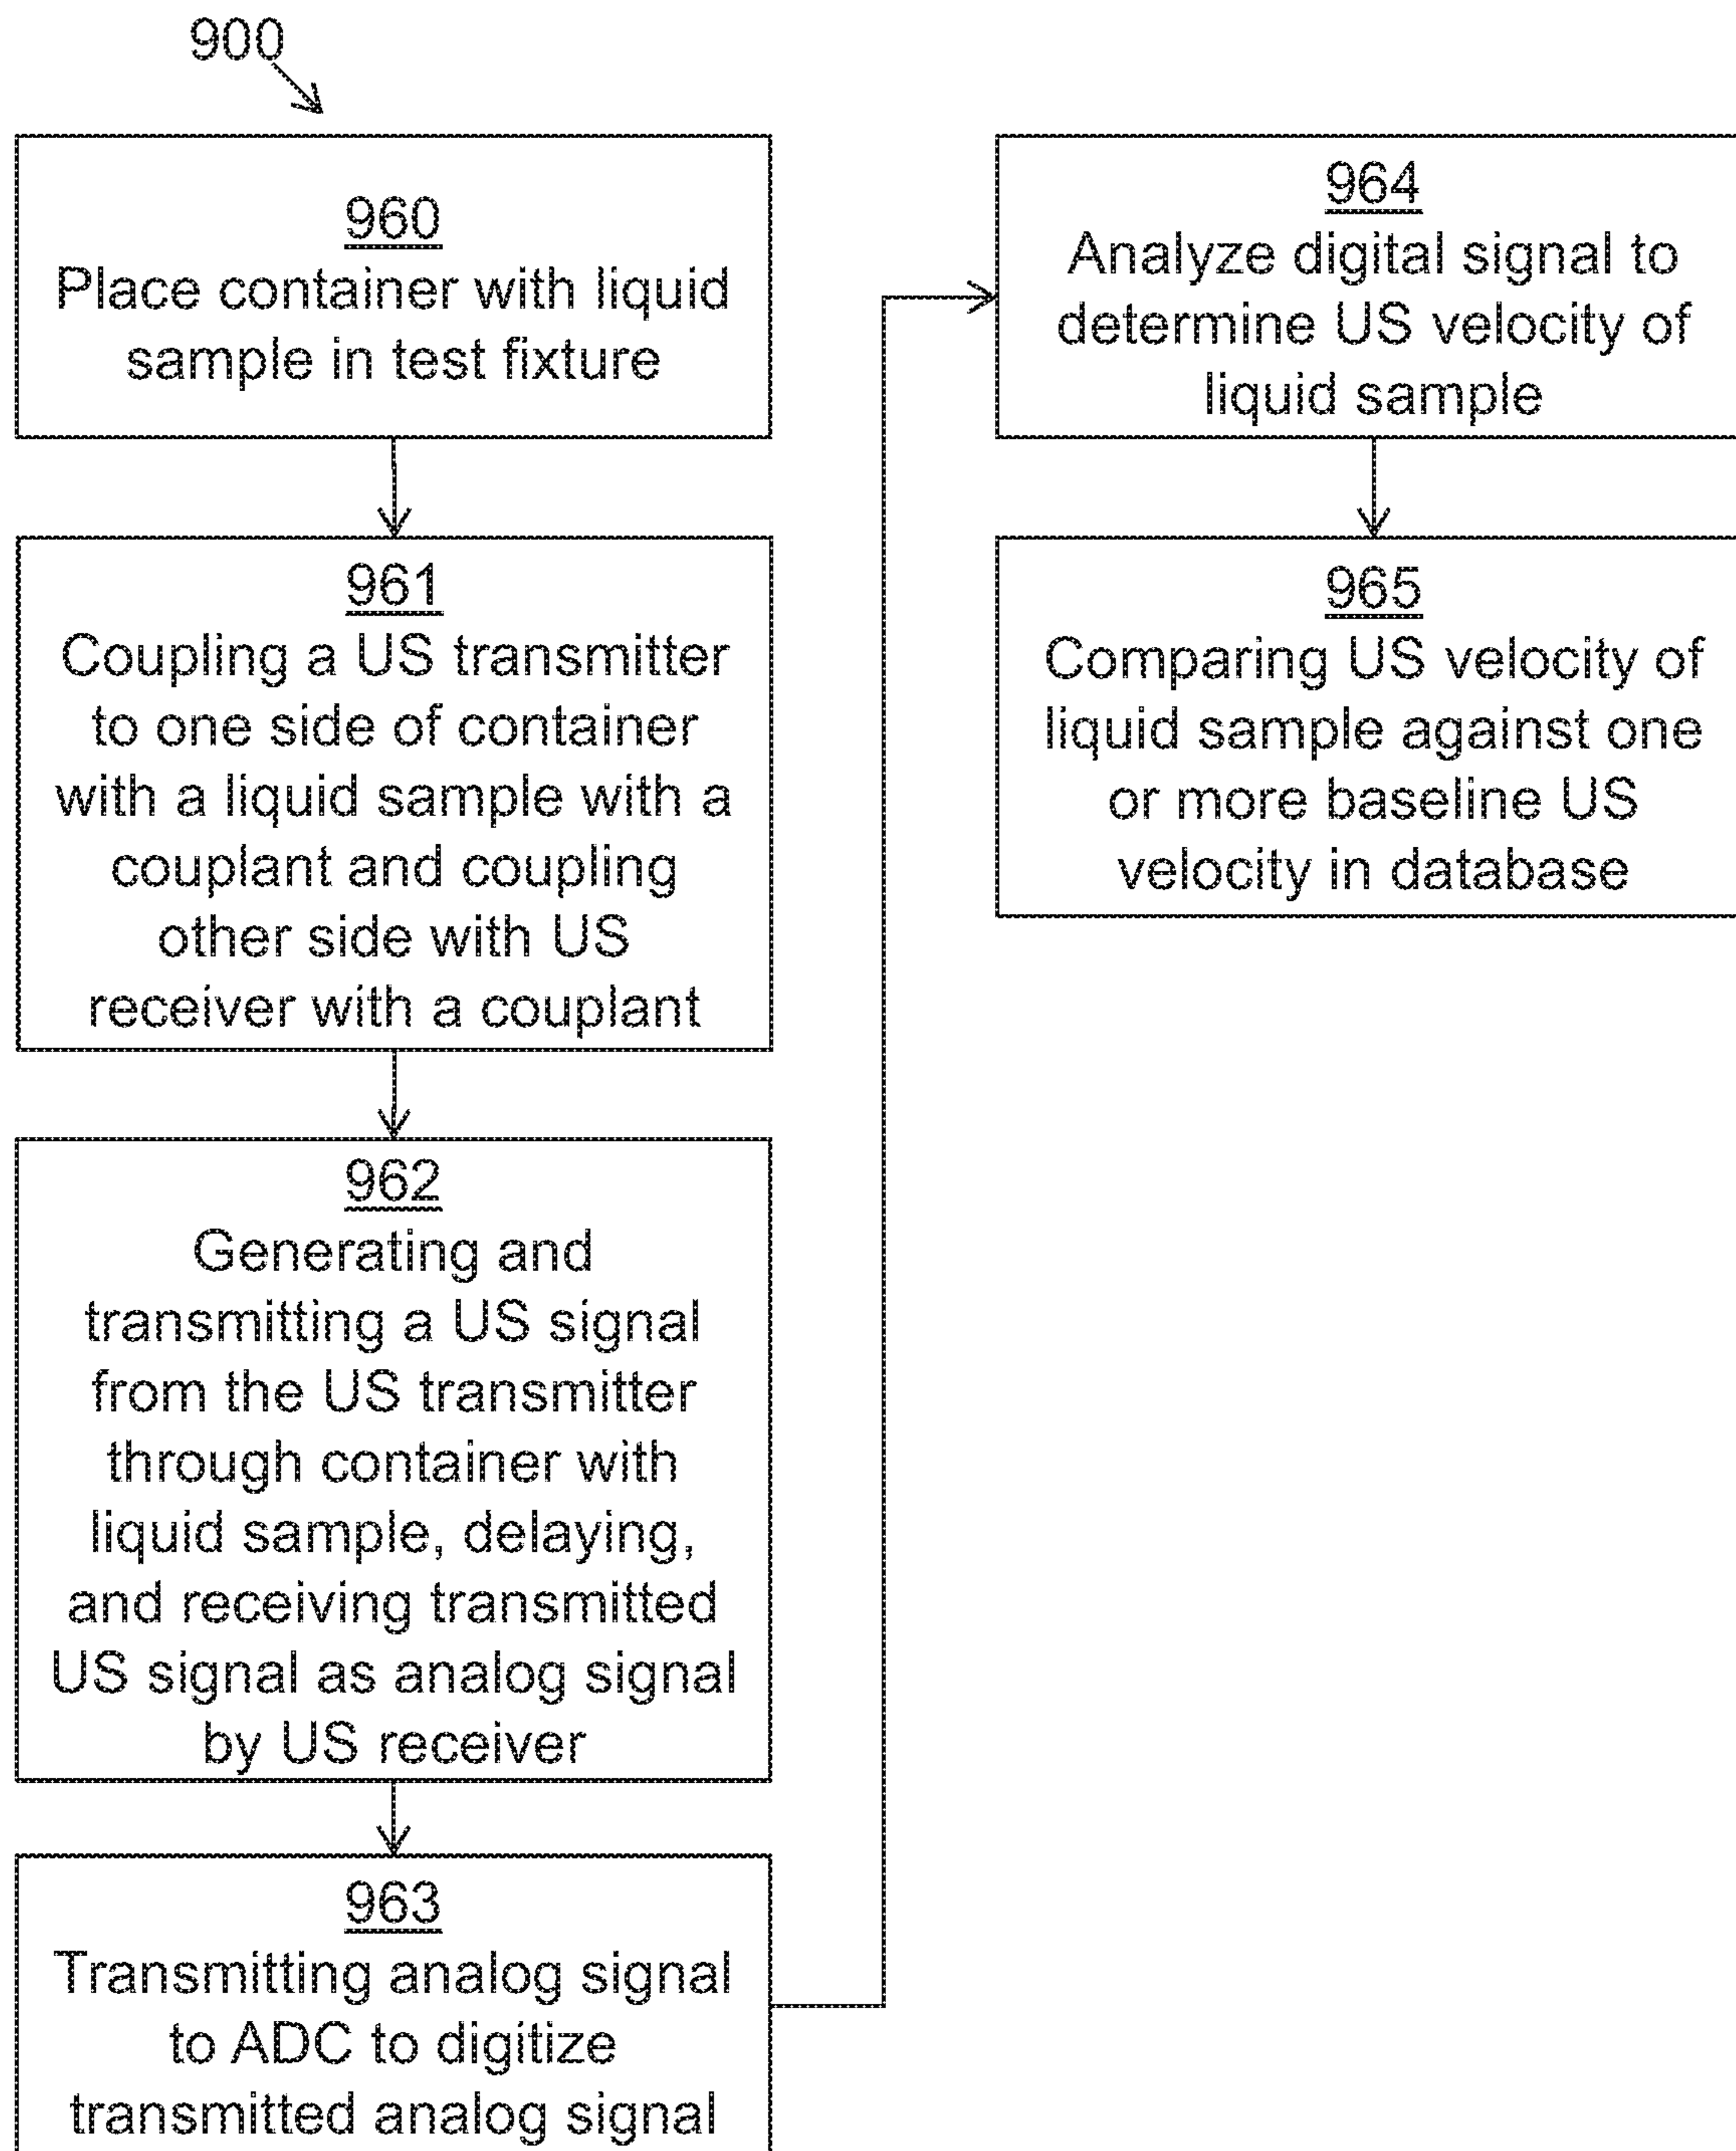 900
960
Place container with liquid
sample in test fixture
961
Coupling a US transmitter
to one side of container
with a liquid sample with a
couplant and coupling
other side with US
receiver with a couplant
962
Generating and
transmitting a US signal
from the US transmitter
through container with
liquid sample, delaying,
and receiving transmitted
US signal as analog signal
by US receiver
963
Transmitting analog signal
to ADC to digitize
transmitted analog signal
964
Analyze digital signal to
determine US velocity of
liquid sample
965
Comparing US velocity of
liquid sample against one
or more baseline US
velocity in database